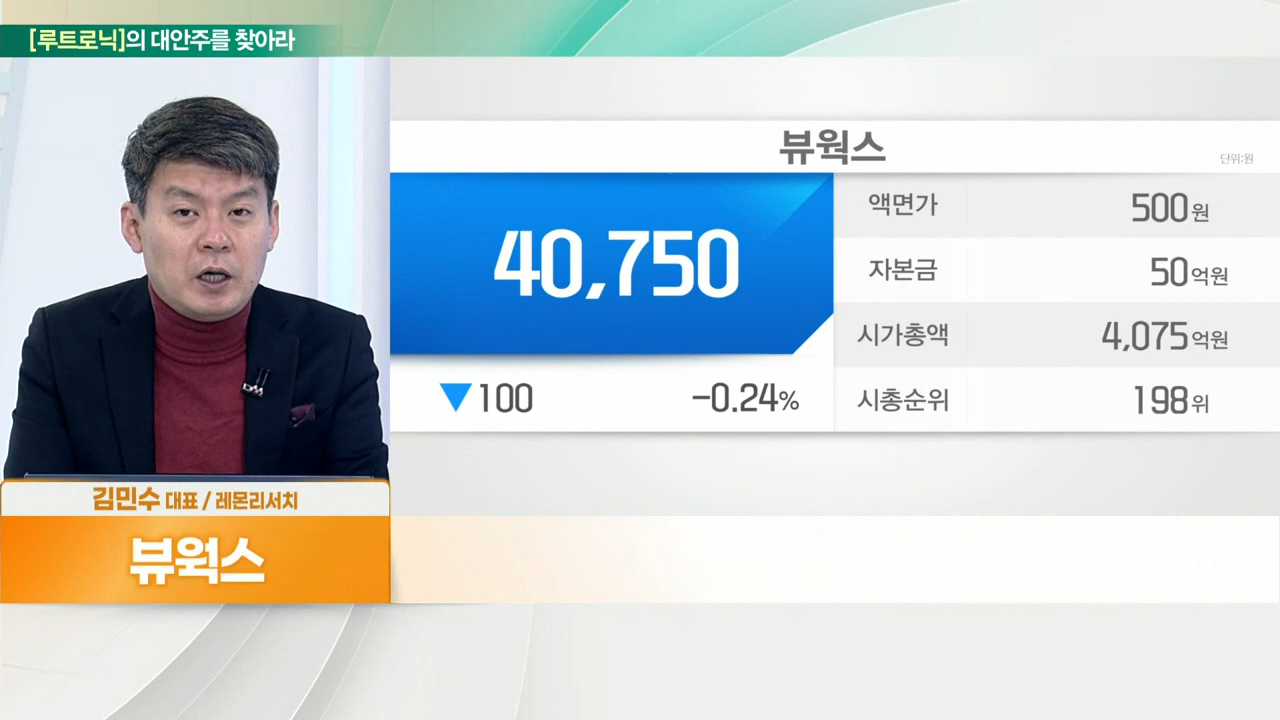 [루트로닉]의 대안주를 찾아라
뷰웍스
단위:원
40,750
▼100 -0.24%
액면가 500원
자본금 50억원
시가총액 4,075억원
시총순위 198위
김민수 대표 / 레몬리서치
뷰웍스